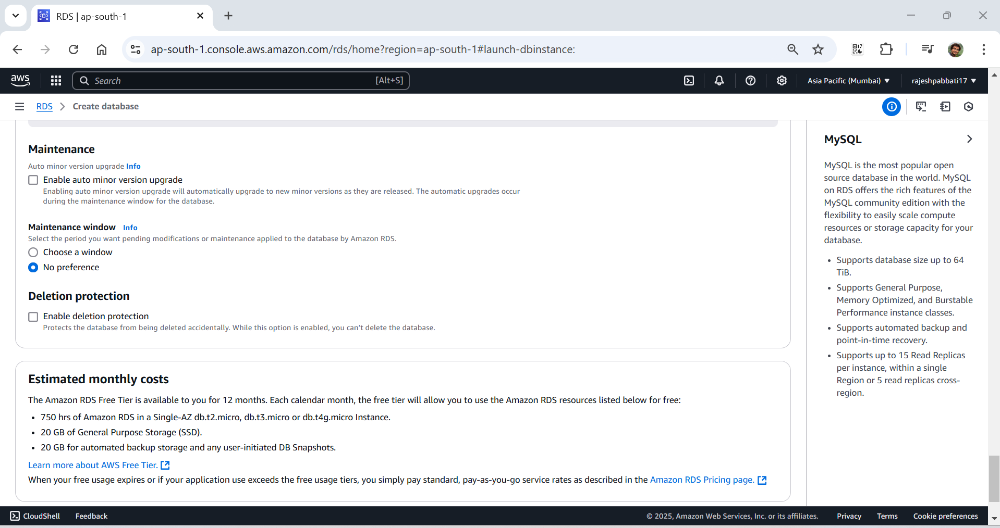 RDS | ap-south-1
ap-south-1.console.aws.amazon.com/rds/home?region=ap-south-1#launch-dbinstance:
aws
Search
[Alt+S]
Asia Pacific (Mumbai)
rajeshpabbati17
RDS
Create database
Maintenance
Auto minor version upgrade Info
Enable auto minor version upgrade
Enabling auto minor version upgrade will automatically upgrade to new minor versions as they are released. The automatic upgrades occur
during the maintenance window for the database.
Maintenance window Info
Select the period you want pending modifications or maintenance applied to the database by Amazon RDS.
Choose a window
No preference
Deletion protection
Enable deletion protection
Protects the database from being deleted accidentally. While this option is enabled, you can’t delete the database.
Estimated monthly costs
The Amazon RDS Free Tier is available to you for 12 months. Each calendar month, the free tier will allow you to use the Amazon RDS resources listed below for free:
• 750 hrs of Amazon RDS in a Single-AZ db.t2.micro, db.t3.micro or db.t4g.micro Instance.
• 20 GB of General Purpose Storage (SSD).
• 20 GB for automated backup storage and any user-initiated DB Snapshots.
Learn more about AWS Free Tier.
When your free usage expires or if your application use exceeds the free usage tiers, you simply pay standard, pay-as-you-go service rates as described in the Amazon RDS Pricing page.
MySQL
MySQL is the most popular open
source database in the world. MySQL
on RDS offers the rich features of the
MySQL community edition with the
flexibility to easily scale compute
resources or storage capacity for your
database.
• Supports database size up to 64
TiB.
• Supports General Purpose,
Memory Optimized, and Burstable
Performance instance classes.
• Supports automated backup and
point-in-time recovery.
• Supports up to 15 Read Replicas
per instance, within a single
Region or 5 read replicas cross-
region.
CloudShell
Feedback
© 2025, Amazon Web Services, Inc. or its affiliates.
Privacy
Terms
Cookie preferences